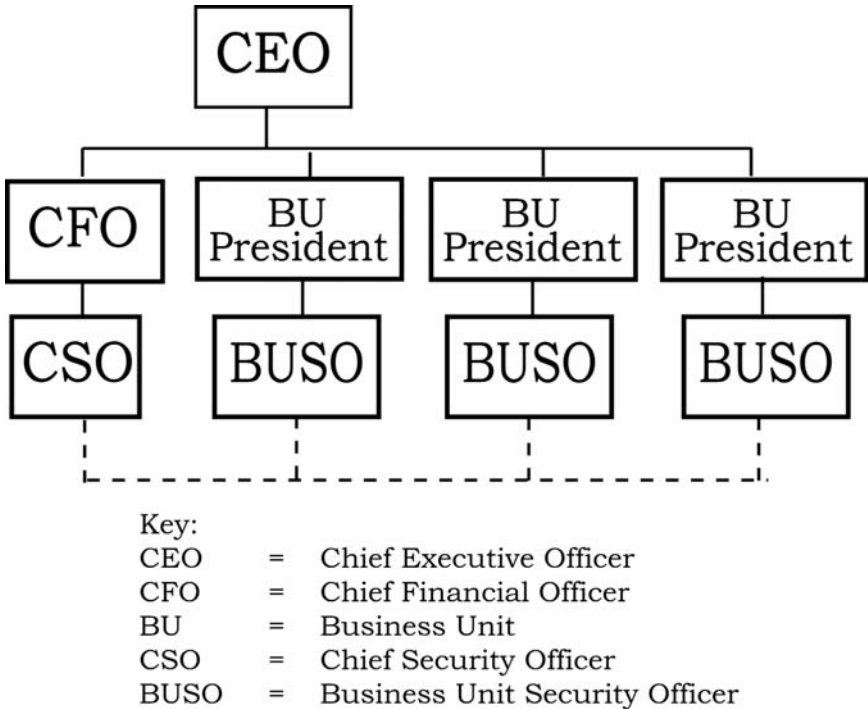 CEO
CFO
BU
President
BU
President
BU
President
CSO
BUSO
BUSO
BUSO
Key:
CEO = Chief Executive Officer
CFO = Chief Financial Officer
BU = Business Unit
CSO = Chief Security Officer
BUSO = Business Unit Security Officer